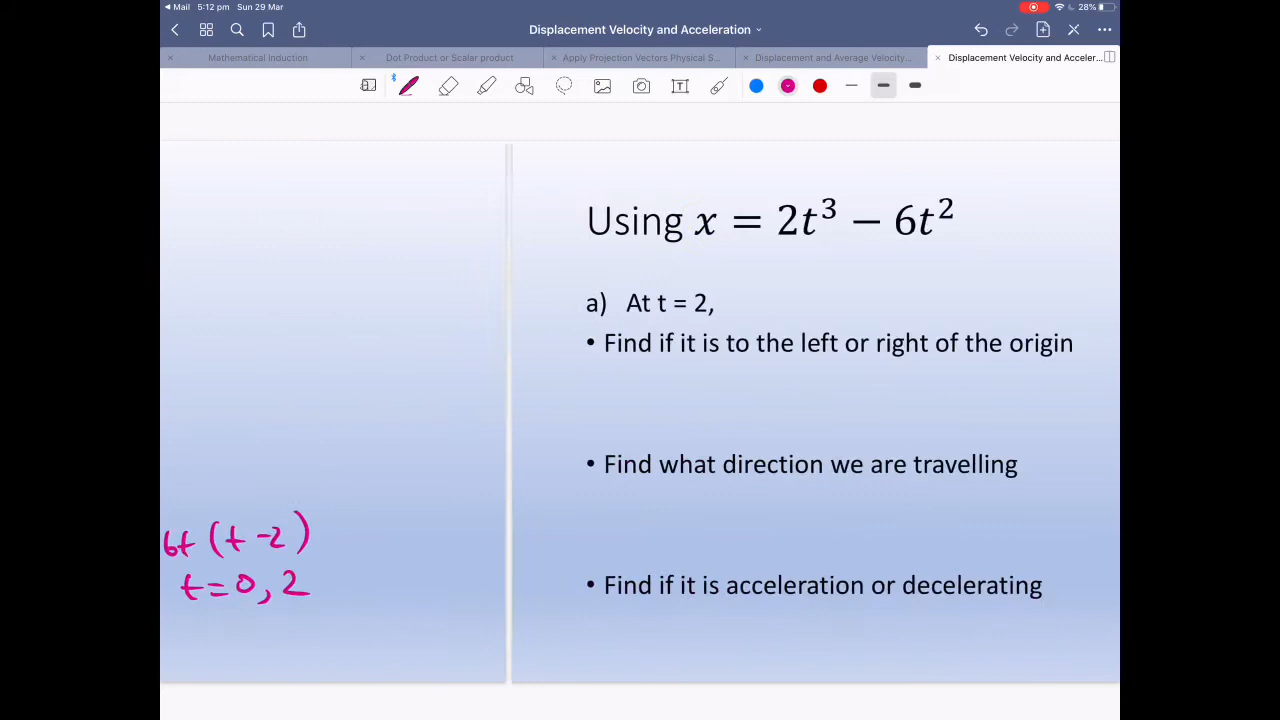 Mail 5:12 pm Sun 29 Mar 28%
Displacement Velocity and Acceleration
Mathematical Induction Dot Product or Scalar product Apply Projection Vectors Physical S... Displacement and Average Velocity... Displacement Velocity and Acceler...
Using x = 2t³ − 6t²
a) At t = 2,
• Find if it is to the left or right of the origin
• Find what direction we are travelling
• Find if it is acceleration or decelerating
6t (t -2)
t = 0, 2